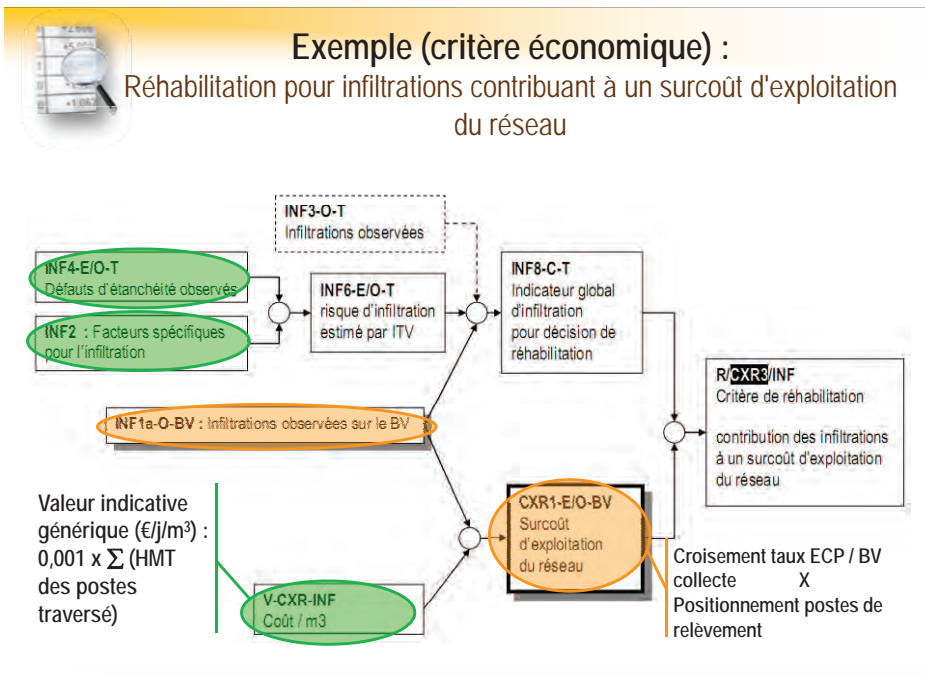 Exemple (critère économique) :
Réhabilitation pour infiltrations contribuant à un surcoût d'exploitation
du réseau
INF3-O-T
Infiltrations observées
INF4-E/O-T
Défauts d'étanchéité observés
INF2 : Facteurs spécifiques
pour l'infiltration
INF6-E/O-T
risque d'infiltration
estimé par ITV
INF8-C-T
Indicateur global
d'infiltration
pour décision de
réhabilitation
R/CXR3/INF
Critère de réhabilitation
contribution des infiltrations
à un surcoût d'exploitation
du réseau
INF1a-O-BV : Infiltrations observées sur le BV
CXR1-E/O-BV
Surcoût
d'exploitation
du réseau
Valeur indicative
générique (€/j/m³) :
0,001 x ∑ (HMT
des postes
traversé)
V-CXR-INF
Coût / m3
Croisement taux ECP / BV
collecte X
Positionnement postes de
relèvement